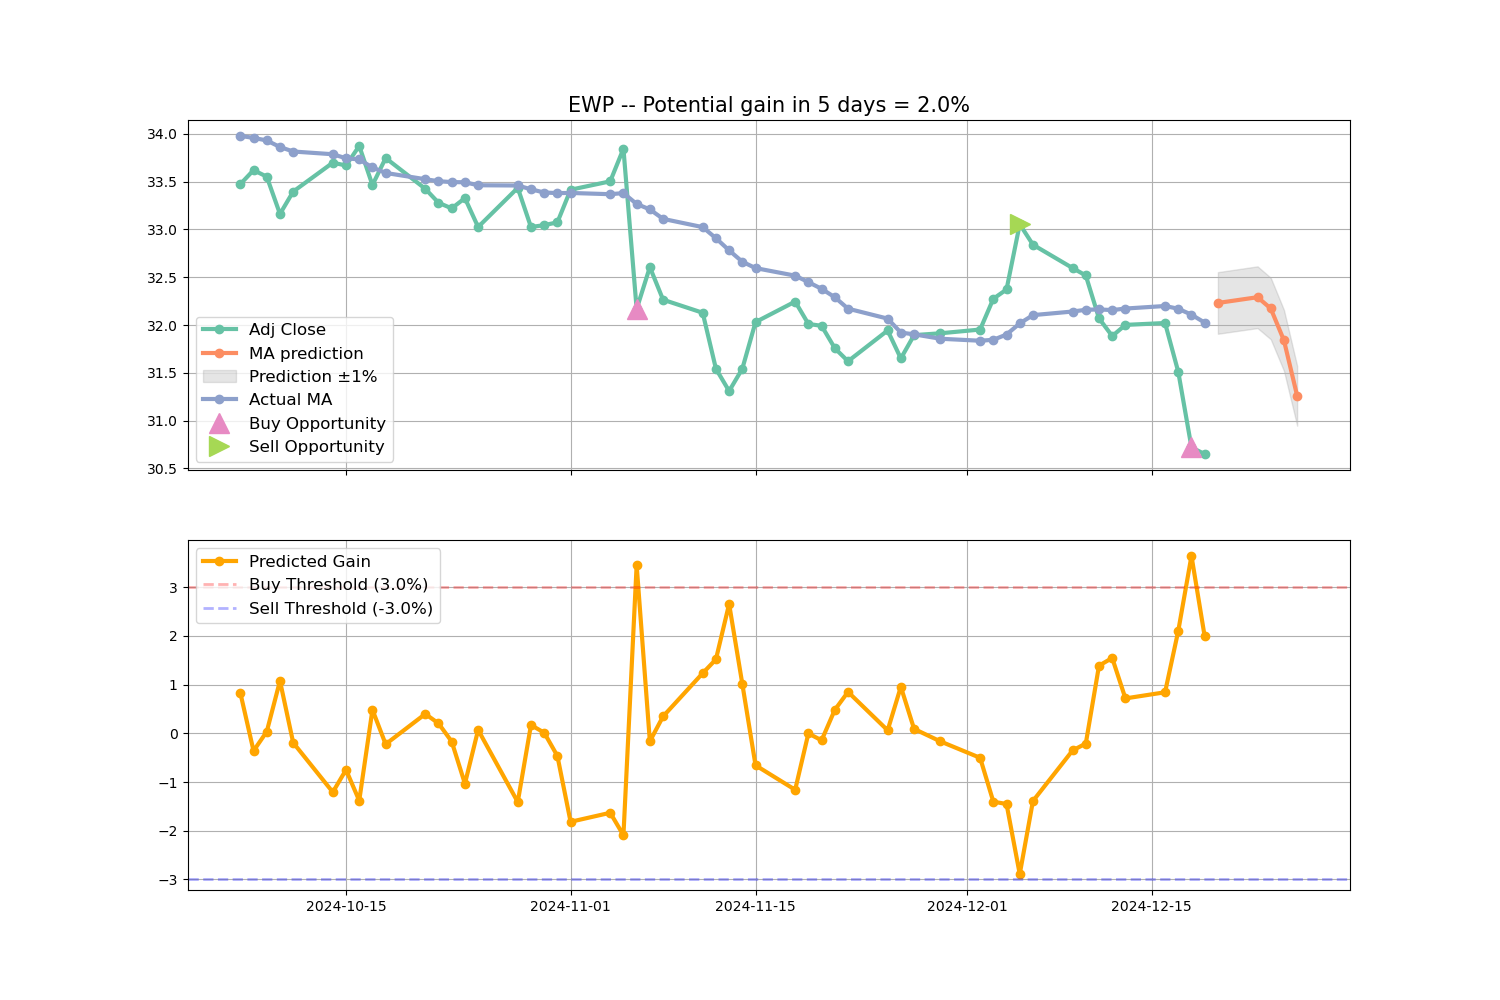 EWP -- Potential gain in 5 days = 2.0%
34.0
33.5
33.0
32.5
32.0
31.5
31.0
30.5
Adj Close
MA prediction
Prediction ±1%
Actual MA
Buy Opportunity
Sell Opportunity
3
2
1
0
−1
−2
−3
Predicted Gain
Buy Threshold (3.0%)
Sell Threshold (-3.0%)
2024-10-15 2024-11-01 2024-11-15 2024-12-01 2024-12-15